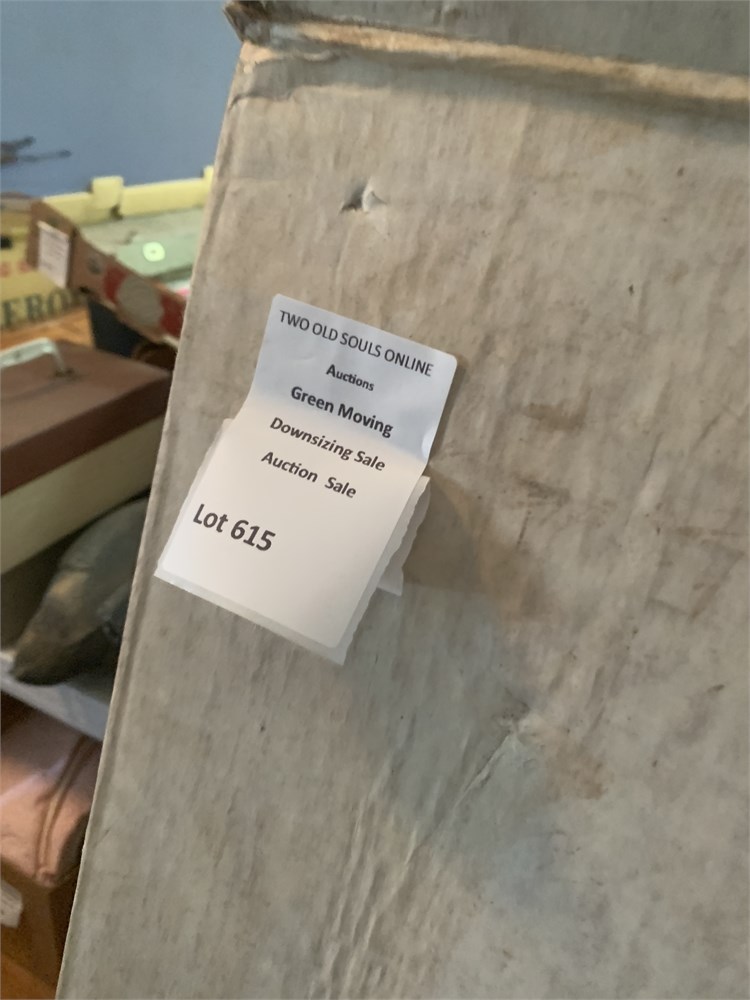 TWO OLD SOULS ONLINE
Auctions
Green Moving
Downsizing Sale
Auction Sale
Lot 615